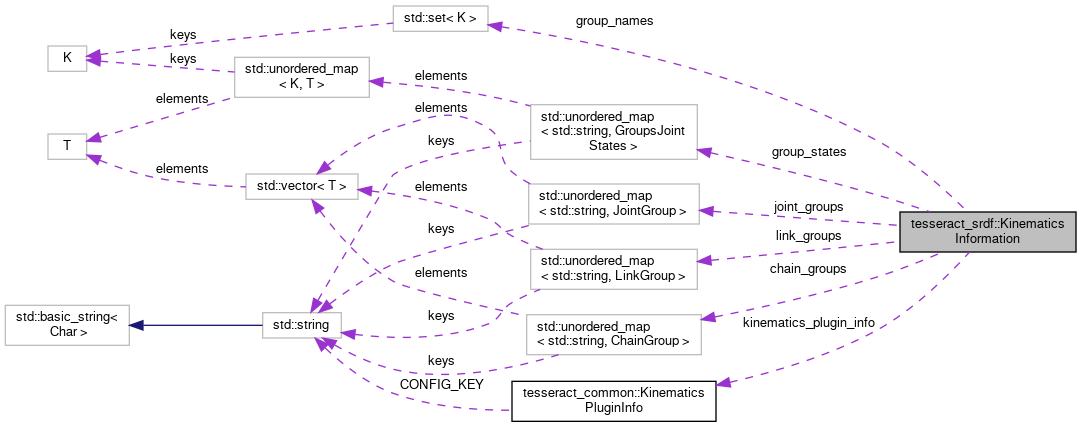 std::set< K >
group_names
keys
K
keys
std::unordered_map
< K, T >
elements
elements
elements
std::unordered_map
< std::string, GroupsJoint
States >
keys
T
group_states
elements
std::vector< T >
elements
std::unordered_map
< std::string, JointGroup >
joint_groups
tesseract_srdf::Kinematics
Information
keys
link_groups
std::unordered_map
< std::string, LinkGroup >
elements
chain_groups
std::basic_string<
Char >
std::string
keys
std::unordered_map
< std::string, ChainGroup >
kinematics_plugin_info
keys
CONFIG_KEY
tesseract_common::Kinematics
PluginInfo